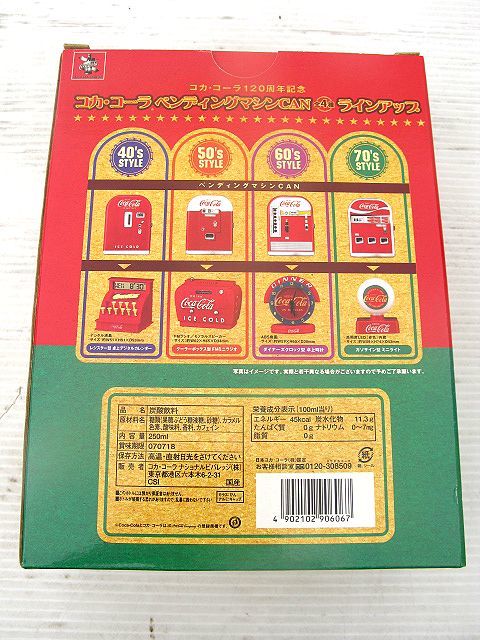 コカ・コーラ120周年記念
コカ・コーラ ベンディングマシンCAN 全4種 ラインアップ
40's STYLE
50's STYLE
60's STYLE
70's STYLE
ベンディングマシンCAN
Coca-Cola
ICE COLD
Coca-Cola
ICE COLD
DINNER
Coca-Cola
Coca-Cola
レジスター型 卓上デジタルカレンダー
クーラーボックス型 FMミニラジオ
ダイナーズクロック型 卓上時計
ガソリン型 ミニライト
写真はイメージです。実際と若干異なる場合がございますので予めご了承ください。
品名 炭酸飲料
原材料名 糖類(果糖ぶどう糖液糖、砂糖)、カラメル色素、酸味料、香料、カフェイン
内容量 250ml
賞味期限 070718
保存方法 高温・直射日光をさけてください
販売者 コカ・コーラ ナショナルビバレッジ(株)
東京都港区六本木6-2-31
CSI 国産
栄養成分表示(100ml当り)
エネルギー 45kcal 炭水化物 11.3g
たんぱく質 0g ナトリウム 0~7mg
脂質 0g
お客様相談室 0120-308509
4 902102 906067